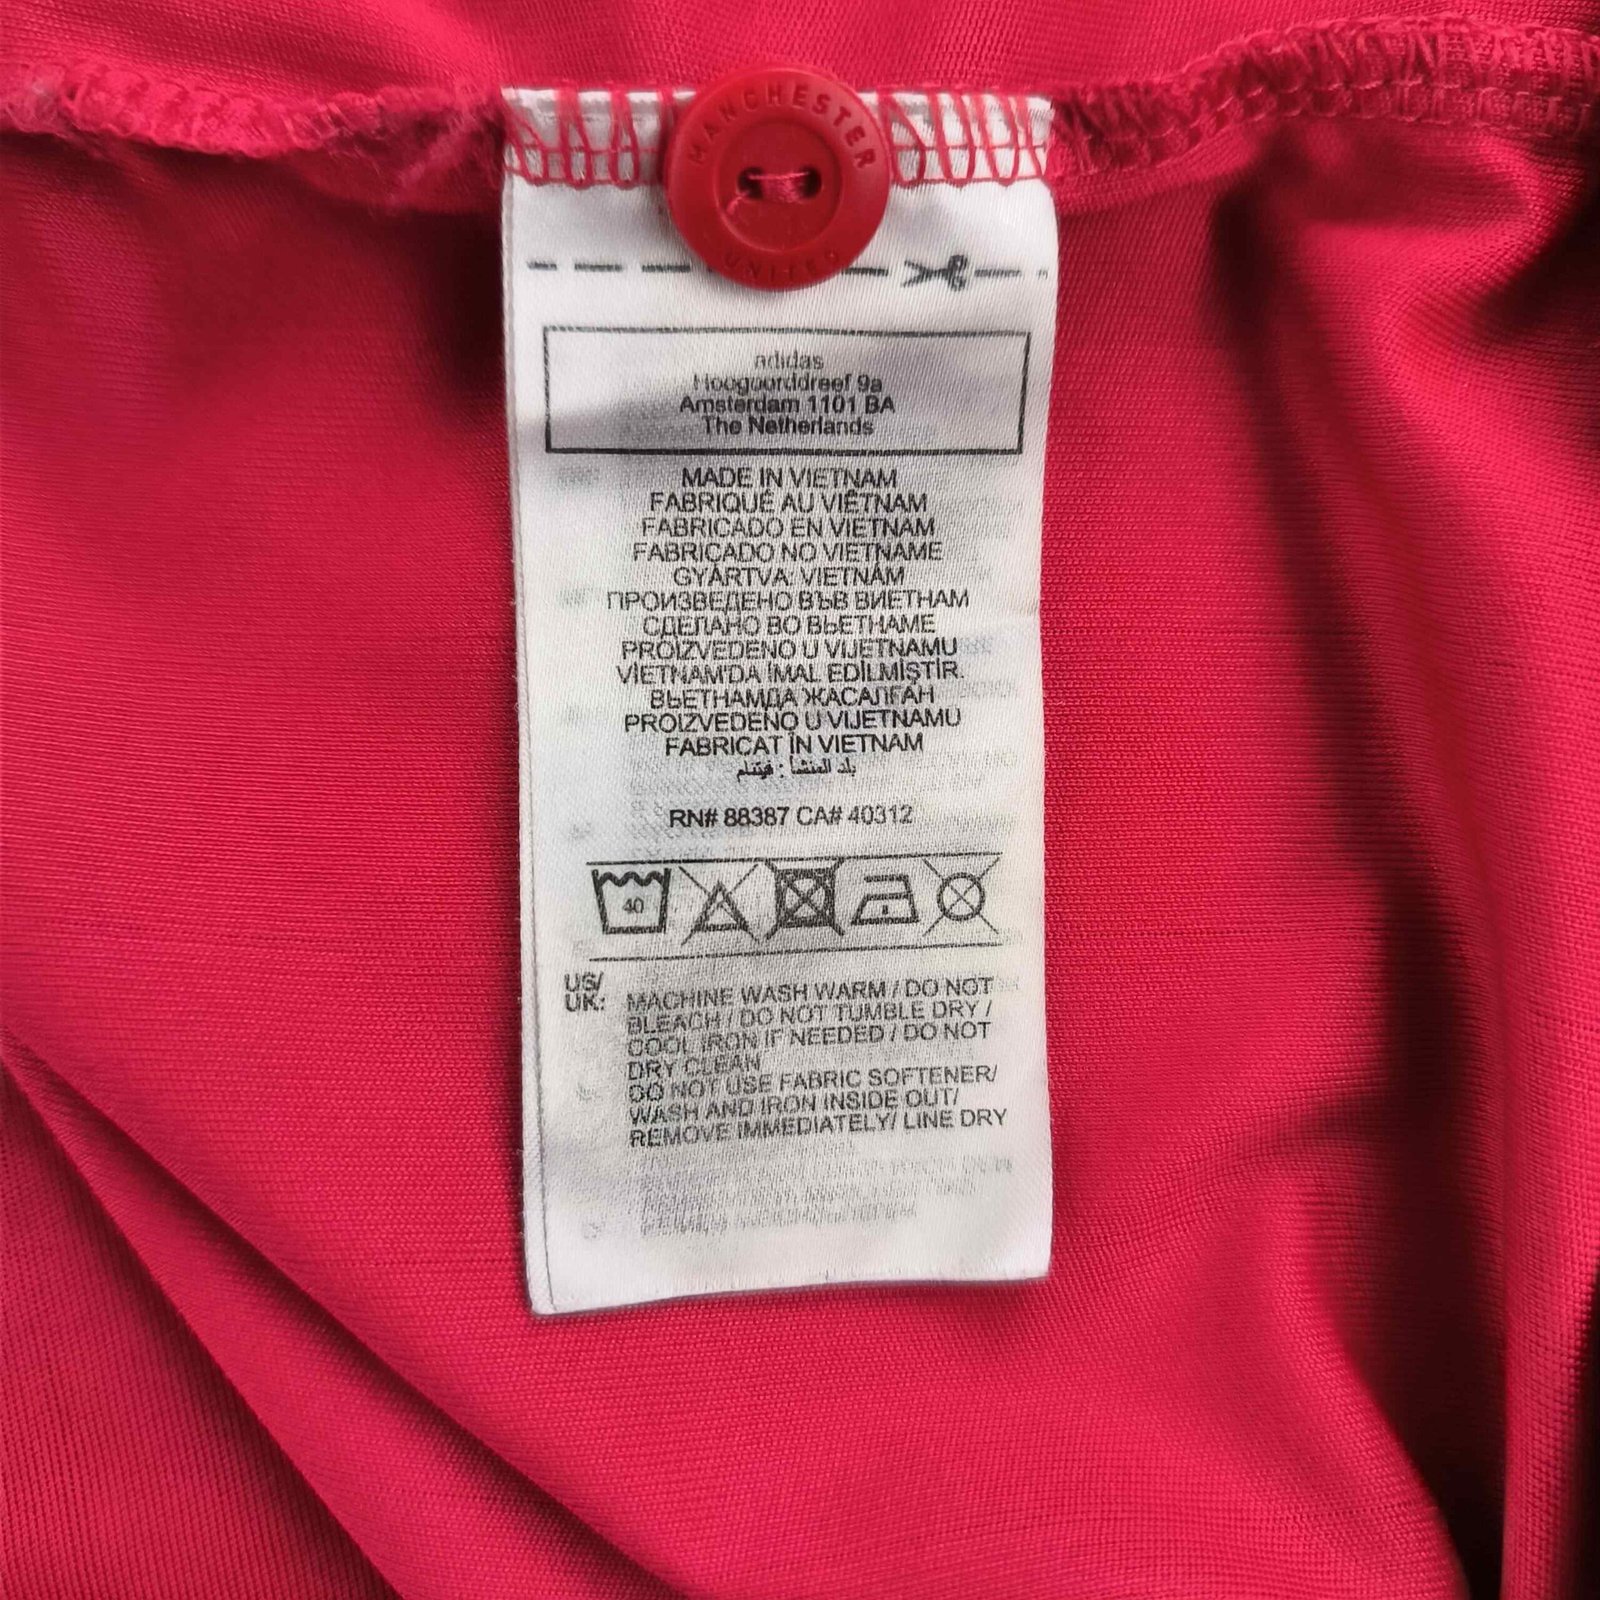 MANCHESTER
UNITED
adidas
Hoogoorddreef 9a
Amsterdam 1101 BA
The Netherlands
MADE IN VIETNAM
FABRIQUÉ AU VIÊTNAM
FABRICADO EN VIETNAM
FABRICADO NO VIETNAME
GYÁRTVA: VIETNÁM
ПРОИЗВЕДЕНО ВЪВ ВИЕТНАМ
СДЕЛАНО ВО ВЬЕТНАМЕ
PROIZVEDENO U VIJETNAMU
VİETNAM'DA İMAL EDİLMİŞTİR.
ВЬЕТНАМДА ЖАСАЛҒАН
PROIZVEDENO U VIJETNAMU
FABRICAT ÎN VIETNAM
بلد المنشأ : فيتنام
RN# 88387 CA# 40312
40
US/
UK: MACHINE WASH WARM / DO NOT
BLEACH / DO NOT TUMBLE DRY /
COOL IRON IF NEEDED / DO NOT
DRY CLEAN
DO NOT USE FABRIC SOFTENER/
WASH AND IRON INSIDE OUT/
REMOVE IMMEDIATELY/ LINE DRY